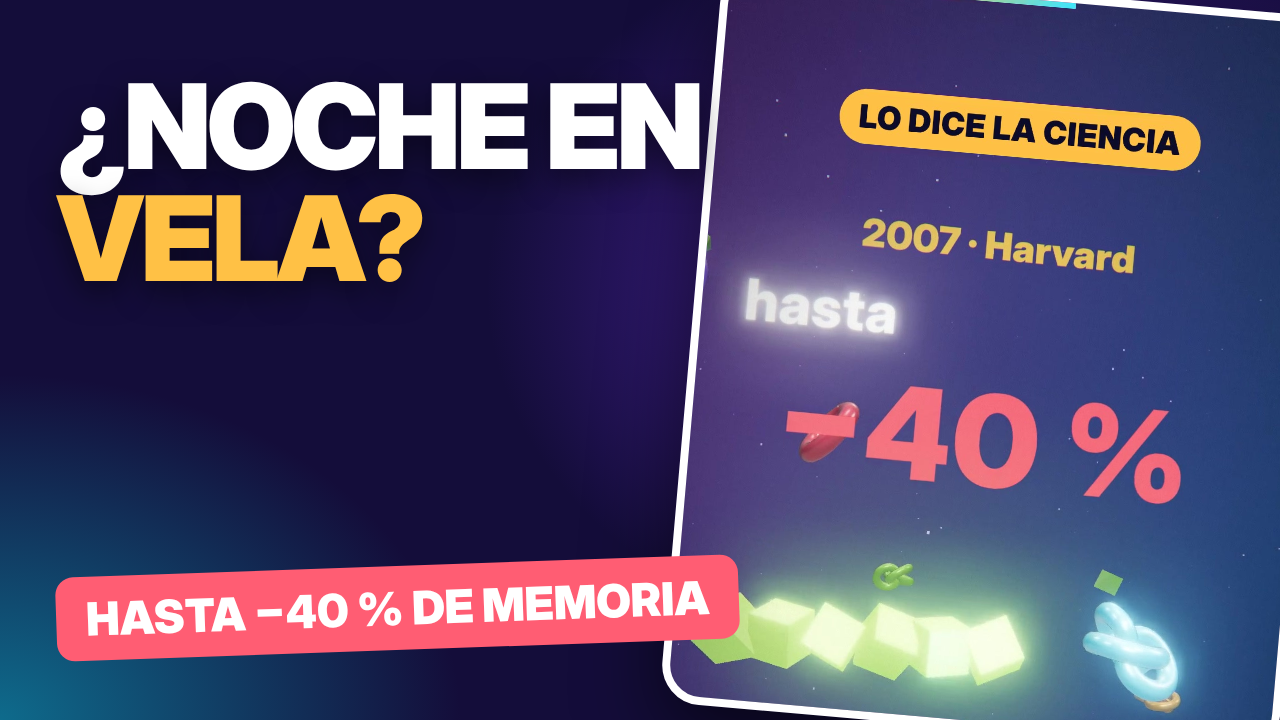 ¿NOCHE EN
VELA?
HASTA −40 % DE MEMORIA
LO DICE LA CIENCIA
2007 · Harvard
hasta
−40 %